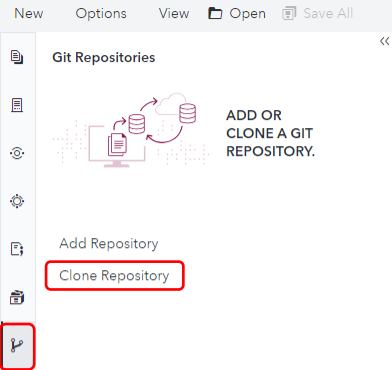 New Options View Open Save All
Git Repositories
ADD OR
CLONE A GIT
REPOSITORY.
Add Repository
Clone Repository